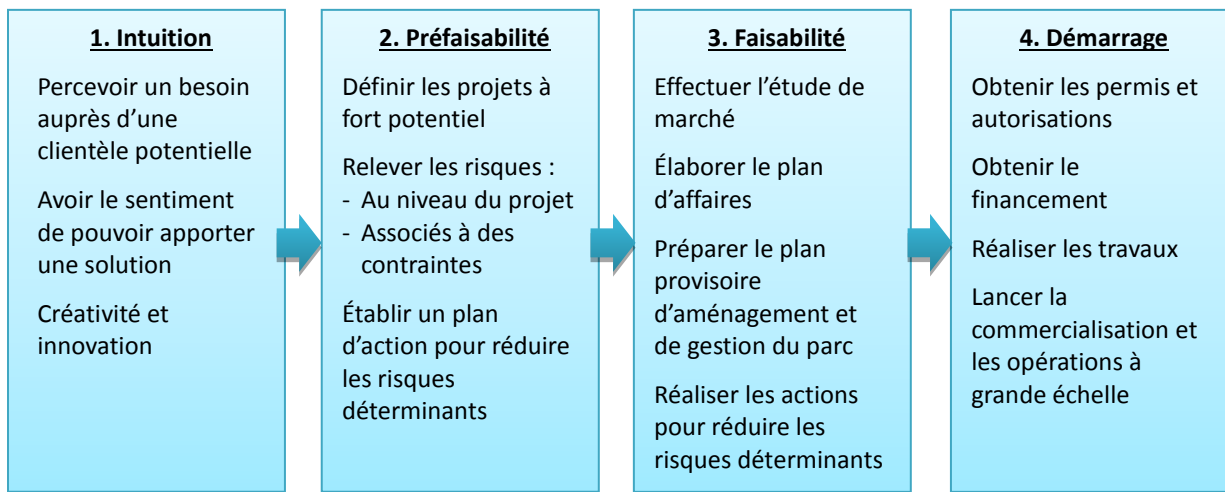 1. Intuition
Percevoir un besoin
auprès d’une
clientèle potentielle
Avoir le sentiment
de pouvoir apporter
une solution
Créativité et
innovation
2. Préfaisabilité
Définir les projets à
fort potentiel
Relever les risques :
- Au niveau du projet
- Associés à des
contraintes
Établir un plan
d’action pour réduire
les risques
déterminants
3. Faisabilité
Effectuer l’étude de
marché
Élaborer le plan
d’affaires
Préparer le plan
provisoire
d’aménagement et
de gestion du parc
Réaliser les actions
pour réduire les
risques déterminants
4. Démarrage
Obtenir les permis et
autorisations
Obtenir le
financement
Réaliser les travaux
Lancer la
commercialisation et
les opérations à
grande échelle